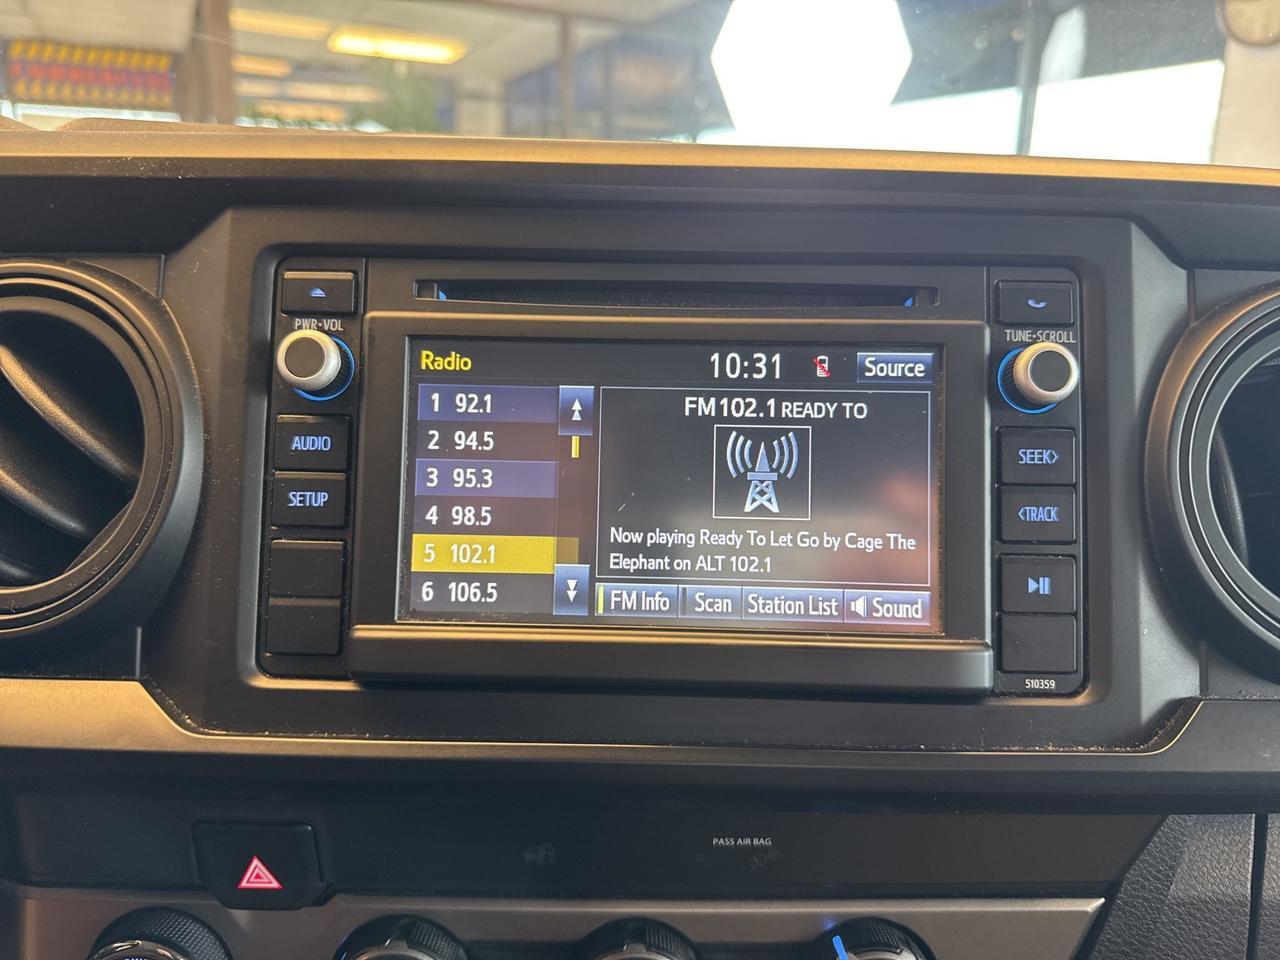 PWR•VOL
AUDIO
SETUP
Radio
10:31
Source
1 92.1
2 94.5
3 95.3
4 98.5
5 102.1
6 106.5
FM102.1 READY TO
Now playing Ready To Let Go by Cage The
Elephant on ALT 102.1
FM Info
Scan
Station List
Sound
TUNE•SCROLL
SEEK>
<TRACK
510359
PASS AIR BAG